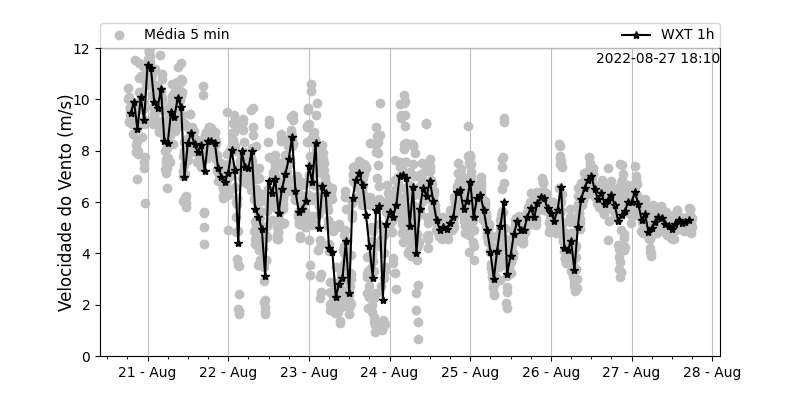 Média 5 min
WXT 1h
2022-08-27 18:10
Velocidade do Vento (m/s)
12
10
8
6
4
2
0
21 - Aug
22 - Aug
23 - Aug
24 - Aug
25 - Aug
26 - Aug
27 - Aug
28 - Aug